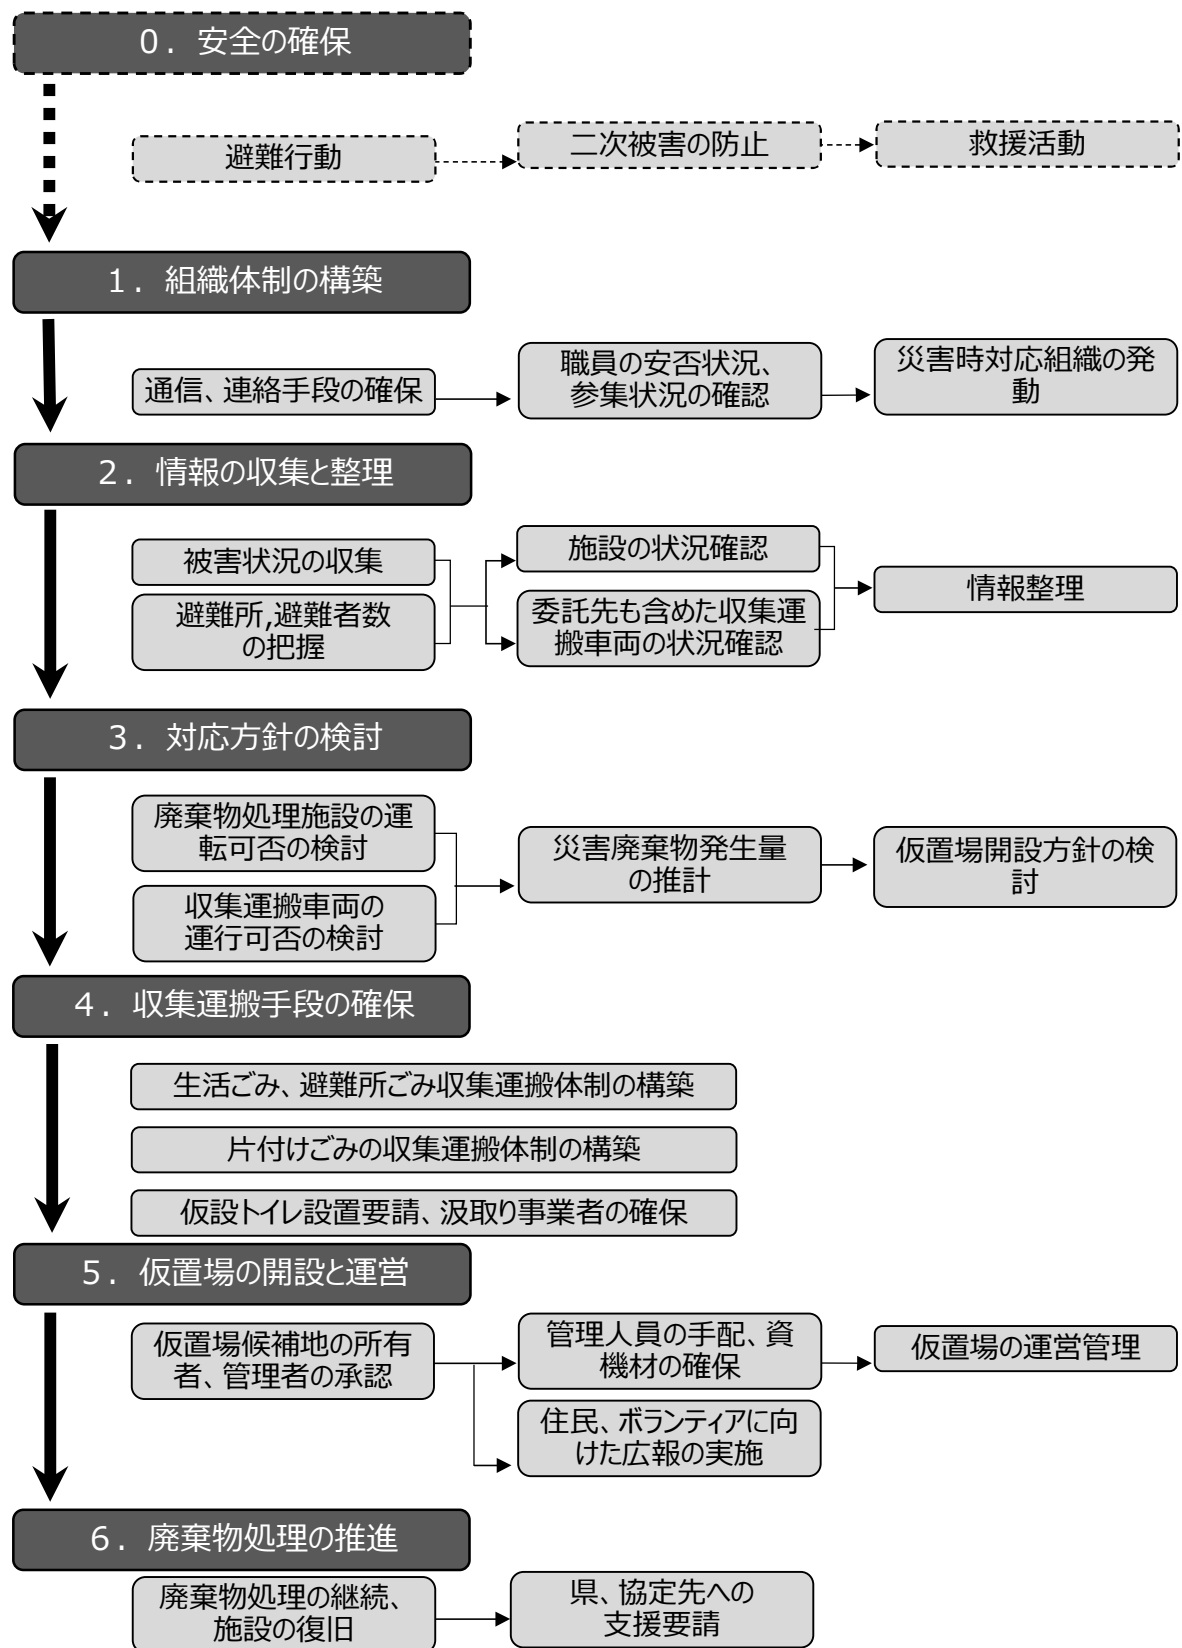 0．安全の確保
避難行動
二次被害の防止
救援活動
1．組織体制の構築
通信、連絡手段の確保
職員の安否状況、
参集状況の確認
災害時対応組織の発
動
2．情報の収集と整理
被害状況の収集
避難所,避難者数
の把握
施設の状況確認
委託先も含めた収集運
搬車両の状況確認
情報整理
3．対応方針の検討
廃棄物処理施設の運
転可否の検討
収集運搬車両の
運行可否の検討
災害廃棄物発生量
の推計
仮置場開設方針の検
討
4．収集運搬手段の確保
生活ごみ、避難所ごみ収集運搬体制の構築
片付けごみの収集運搬体制の構築
仮設トイレ設置要請、汲取り事業者の確保
5．仮置場の開設と運営
仮置場候補地の所有
者、管理者の承認
管理人員の手配、資
機材の確保
住民、ボランティアに向
けた広報の実施
仮置場の運営管理
6．廃棄物処理の推進
廃棄物処理の継続、
施設の復旧
県、協定先への
支援要請